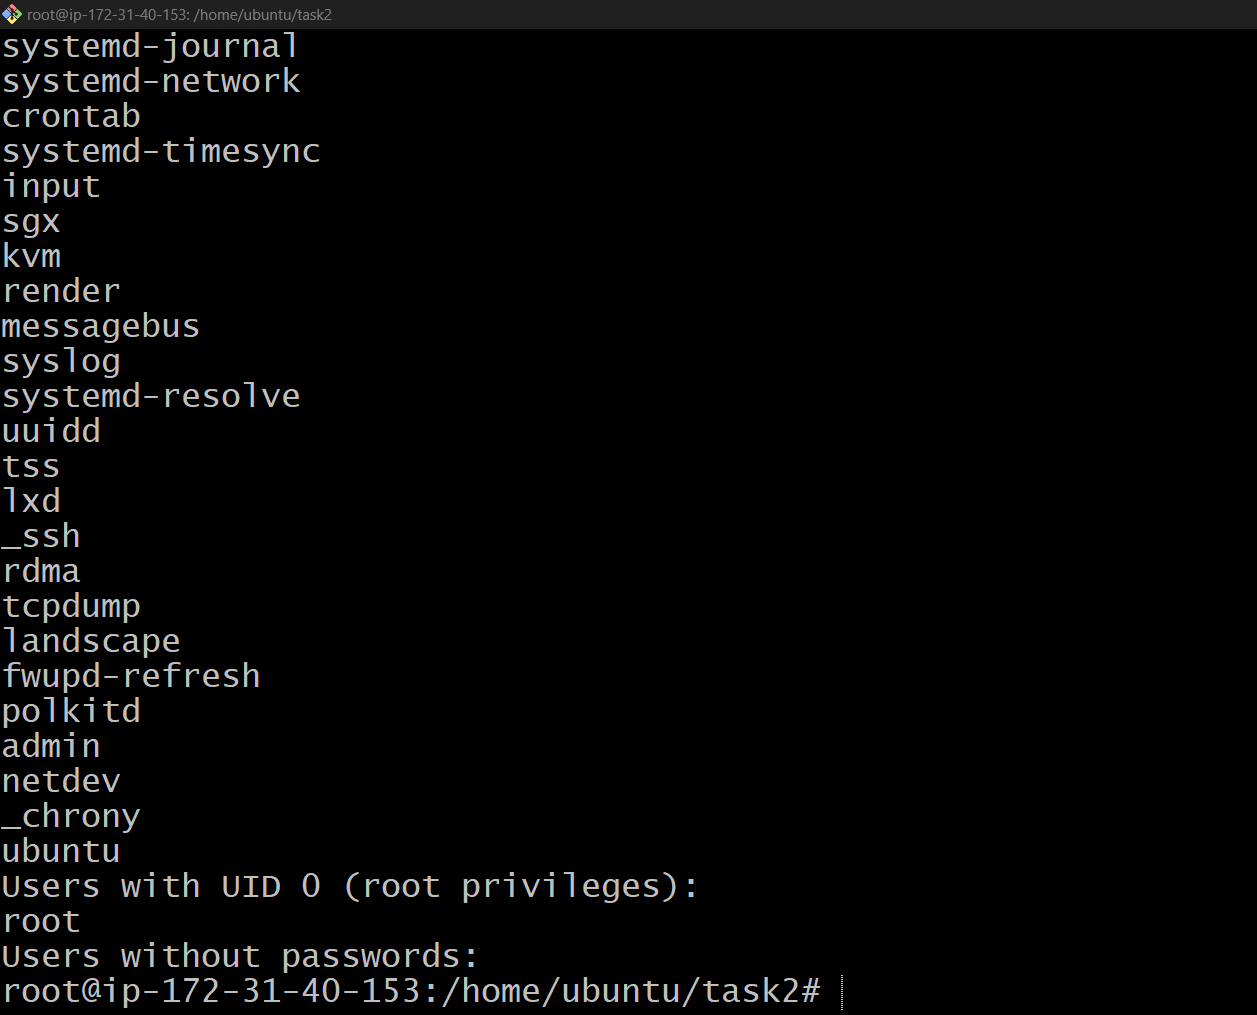 root@ip-172-31-40-153: /home/ubuntu/task2
systemd-journal
systemd-network
crontab
systemd-timesync
input
sgx
kvm
render
messagebus
syslog
systemd-resolve
uuidd
tss
lxd
_ssh
rdma
tcpdump
landscape
fwupd-refresh
polkitd
admin
netdev
_chrony
ubuntu
Users with UID 0 (root privileges):
root
Users without passwords:
root@ip-172-31-40-153:/home/ubuntu/task2#